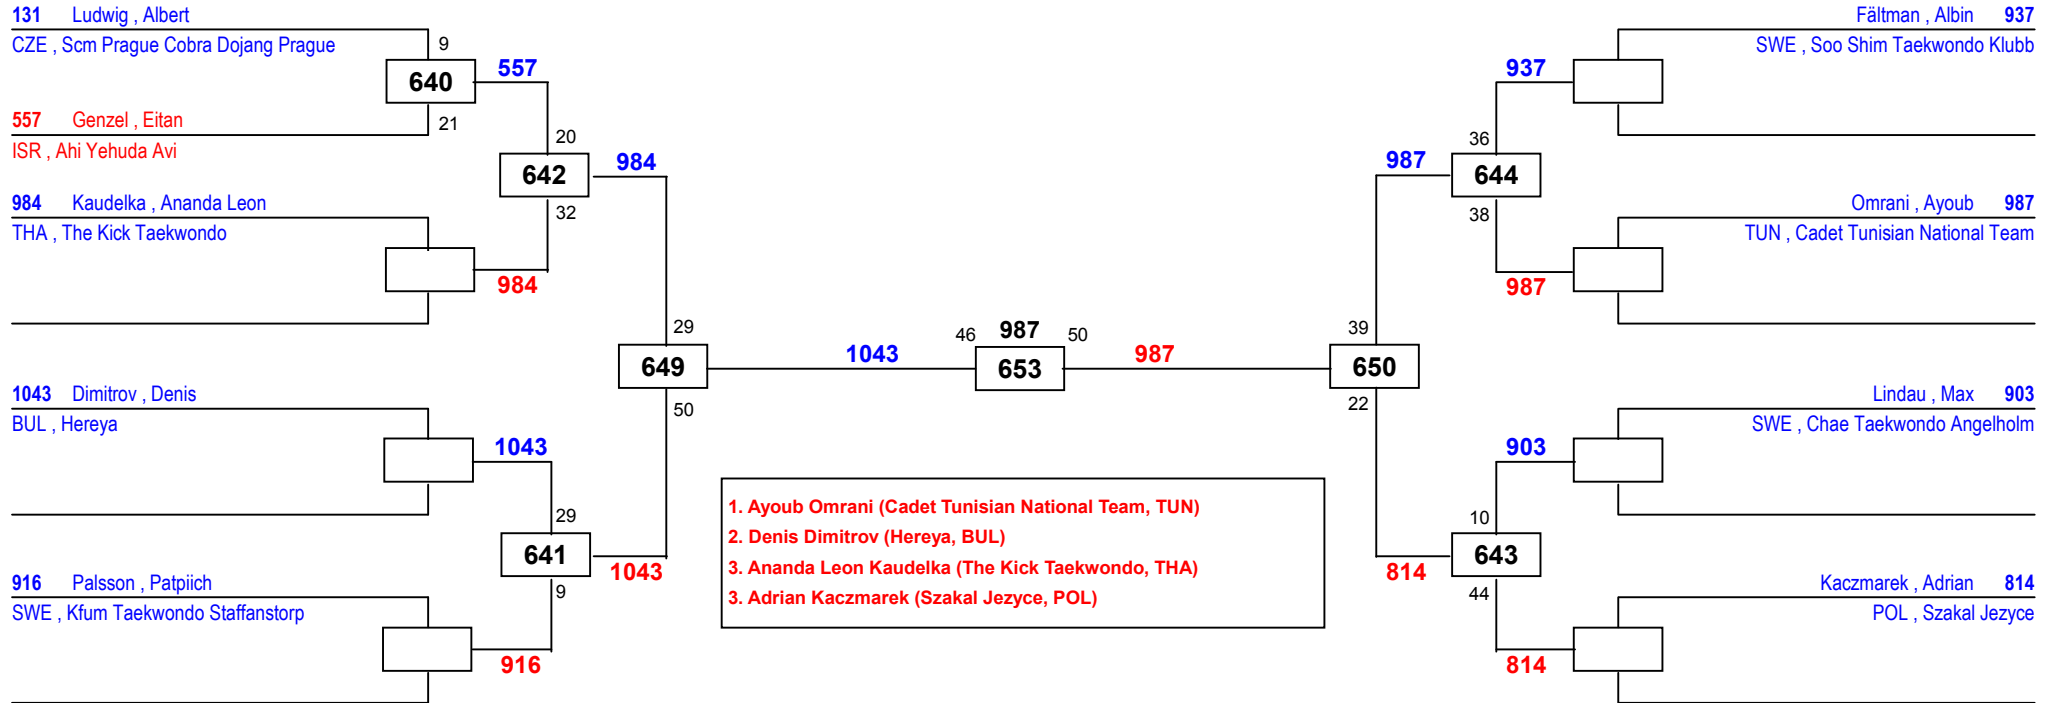 131 Ludwig , Albert
CZE , Scm Prague Cobra Dojang Prague
9
640
557
557 Genzel , Eitan
21
ISR , Ahi Yehuda Avi
20
642
984
984 Kaudelka , Ananda Leon
32
THA , The Kick Taekwondo
984
29
649
1043
50
1043 Dimitrov , Denis
BUL , Hereya
1043
29
641
1043
9
916 Palsson , Patpiich
SWE , Kfum Taekwondo Staffanstorp
916
46 987 50
653
987
1. Ayoub Omrani (Cadet Tunisian National Team, TUN)
2. Denis Dimitrov (Hereya, BUL)
3. Ananda Leon Kaudelka (The Kick Taekwondo, THA)
3. Adrian Kaczmarek (Szakal Jezyce, POL)
Fältman , Albin 937
SWE , Soo Shim Taekwondo Klubb
937
36
987
644
38
Omrani , Ayoub 987
TUN , Cadet Tunisian National Team
987
39
650
22
Lindau , Max 903
SWE , Chae Taekwondo Angelholm
903
10
643
814
44
Kaczmarek , Adrian 814
POL , Szakal Jezyce
814